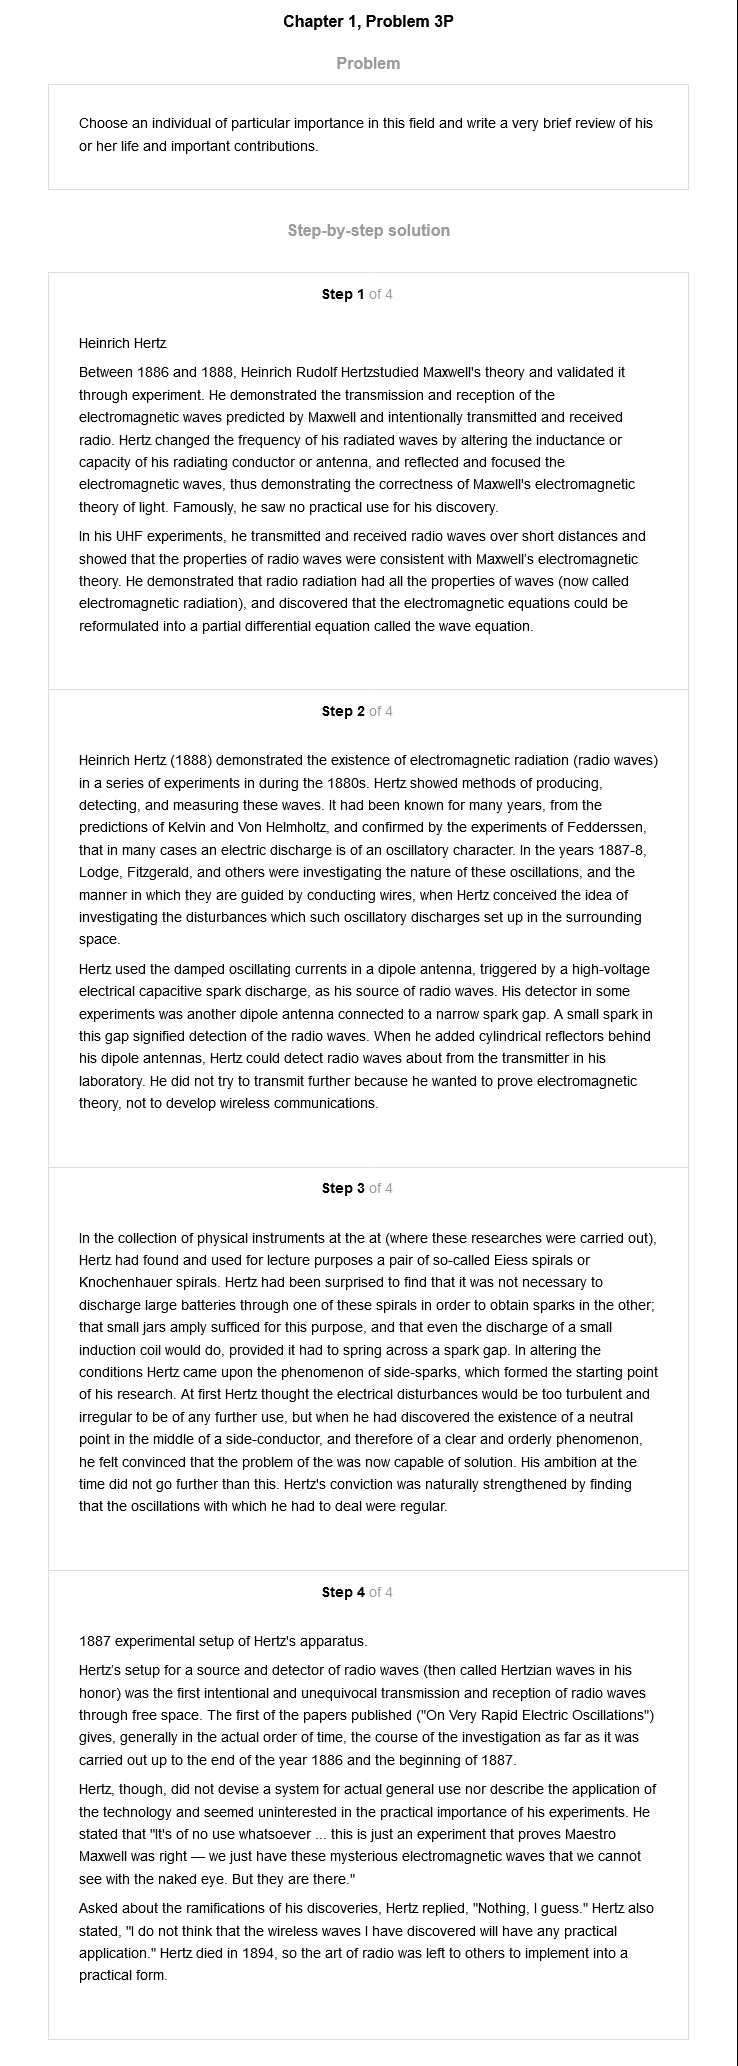 Chapter 1, Problem 3P
Problem
Choose an individual of particular importance in this field and write a very brief review of his
or her life and important contributions.
Step-by-step solution
Step 1 of 4
Heinrich Hertz
Between 1886 and 1888, Heinrich Rudolf Hertzstudied Maxwell's theory and validated it
through experiment. He demonstrated the transmission and reception of the
electromagnetic waves predicted by Maxwell and intentionally transmitted and received
radio. Hertz changed the frequency of his radiated waves by altering the inductance or
capacity of his radiating conductor or antenna, and reflected and focused the
electromagnetic waves, thus demonstrating the correctness of Maxwell's electromagnetic
theory of light. Famously, he saw no practical use for his discovery.
In his UHF experiments, he transmitted and received radio waves over short distances and
showed that the properties of radio waves were consistent with Maxwell's electromagnetic
theory. He demonstrated that radio radiation had all the properties of waves (now called
electromagnetic radiation), and discovered that the electromagnetic equations could be
reformulated into a partial differential equation called the wave equation.
Step 2 of 4
Heinrich Hertz (1888) demonstrated the existence of electromagnetic radiation (radio waves)
in a series of experiments in during the 1880s. Hertz showed methods of producing,
detecting, and measuring these waves. It had been known for many years, from the
predictions of Kelvin and Von Helmholtz, and confirmed by the experiments of Fedderssen,
that in many cases an electric discharge is of an oscillatory character. In the years 1887-8,
Lodge, Fitzgerald, and others were investigating the nature of these oscillations, and the
manner in which they are guided by conducting wires, when Hertz conceived the idea of
investigating the disturbances which such oscillatory discharges set up in the surrounding
space.
Hertz used the damped oscillating currents in a dipole antenna, triggered by a high-voltage
electrical capacitive spark discharge, as his source of radio waves. His detector in some
experiments was another dipole antenna connected to a narrow spark gap. A small spark in
this gap signified detection of the radio waves. When he added cylindrical reflectors behind
his dipole antennas, Hertz could detect radio waves about from the transmitter in his
laboratory. He did not try to transmit further because he wanted to prove electromagnetic
theory, not to develop wireless communications.
Step 3 of 4
In the collection of physical instruments at the at (where these researches were carried out),
Hertz had found and used for lecture purposes a pair of so-called Eiess spirals or
Knochenhauer spirals. Hertz had been surprised to find that it was not necessary to
discharge large batteries through one of these spirals in order to obtain sparks in the other;
that small jars amply sufficed for this purpose, and that even the discharge of a small
induction coil would do, provided it had to spring across a spark gap. In altering the
conditions Hertz came upon the phenomenon of side-sparks, which formed the starting point
of his research. At first Hertz thought the electrical disturbances would be too turbulent and
irregular to be of any further use, but when he had discovered the existence of a neutral
point in the middle of a side-conductor, and therefore of a clear and orderly phenomenon,
he felt convinced that the problem of the was now capable of solution. His ambition at the
time did not go further than this. Hertz's conviction was naturally strengthened by finding
that the oscillations with which he had to deal were regular.
Step 4 of 4
1887 experimental setup of Hertz's apparatus.
Hertz's setup for a source and detector of radio waves (then called Hertzian waves in his
honor) was the first intentional and unequivocal transmission and reception of radio waves
through free space. The first of the papers published ("On Very Rapid Electric Oscillations")
gives, generally in the actual order of time, the course of the investigation as far as it was
carried out up to the end of the year 1886 and the beginning of 1887.
Hertz, though, did not devise a system for actual general use nor describe the application of
the technology and seemed uninterested in the practical importance of his experiments. He
stated that "It's of no use whatsoever ... this is just an experiment that proves Maestro
Maxwell was right — we just have these mysterious electromagnetic waves that we cannot
see with the naked eye. But they are there."
Asked about the ramifications of his discoveries, Hertz replied, "Nothing, I guess." Hertz also
stated, "I do not think that the wireless waves I have discovered will have any practical
application." Hertz died in 1894, so the art of radio was left to others to implement into a
practical form.